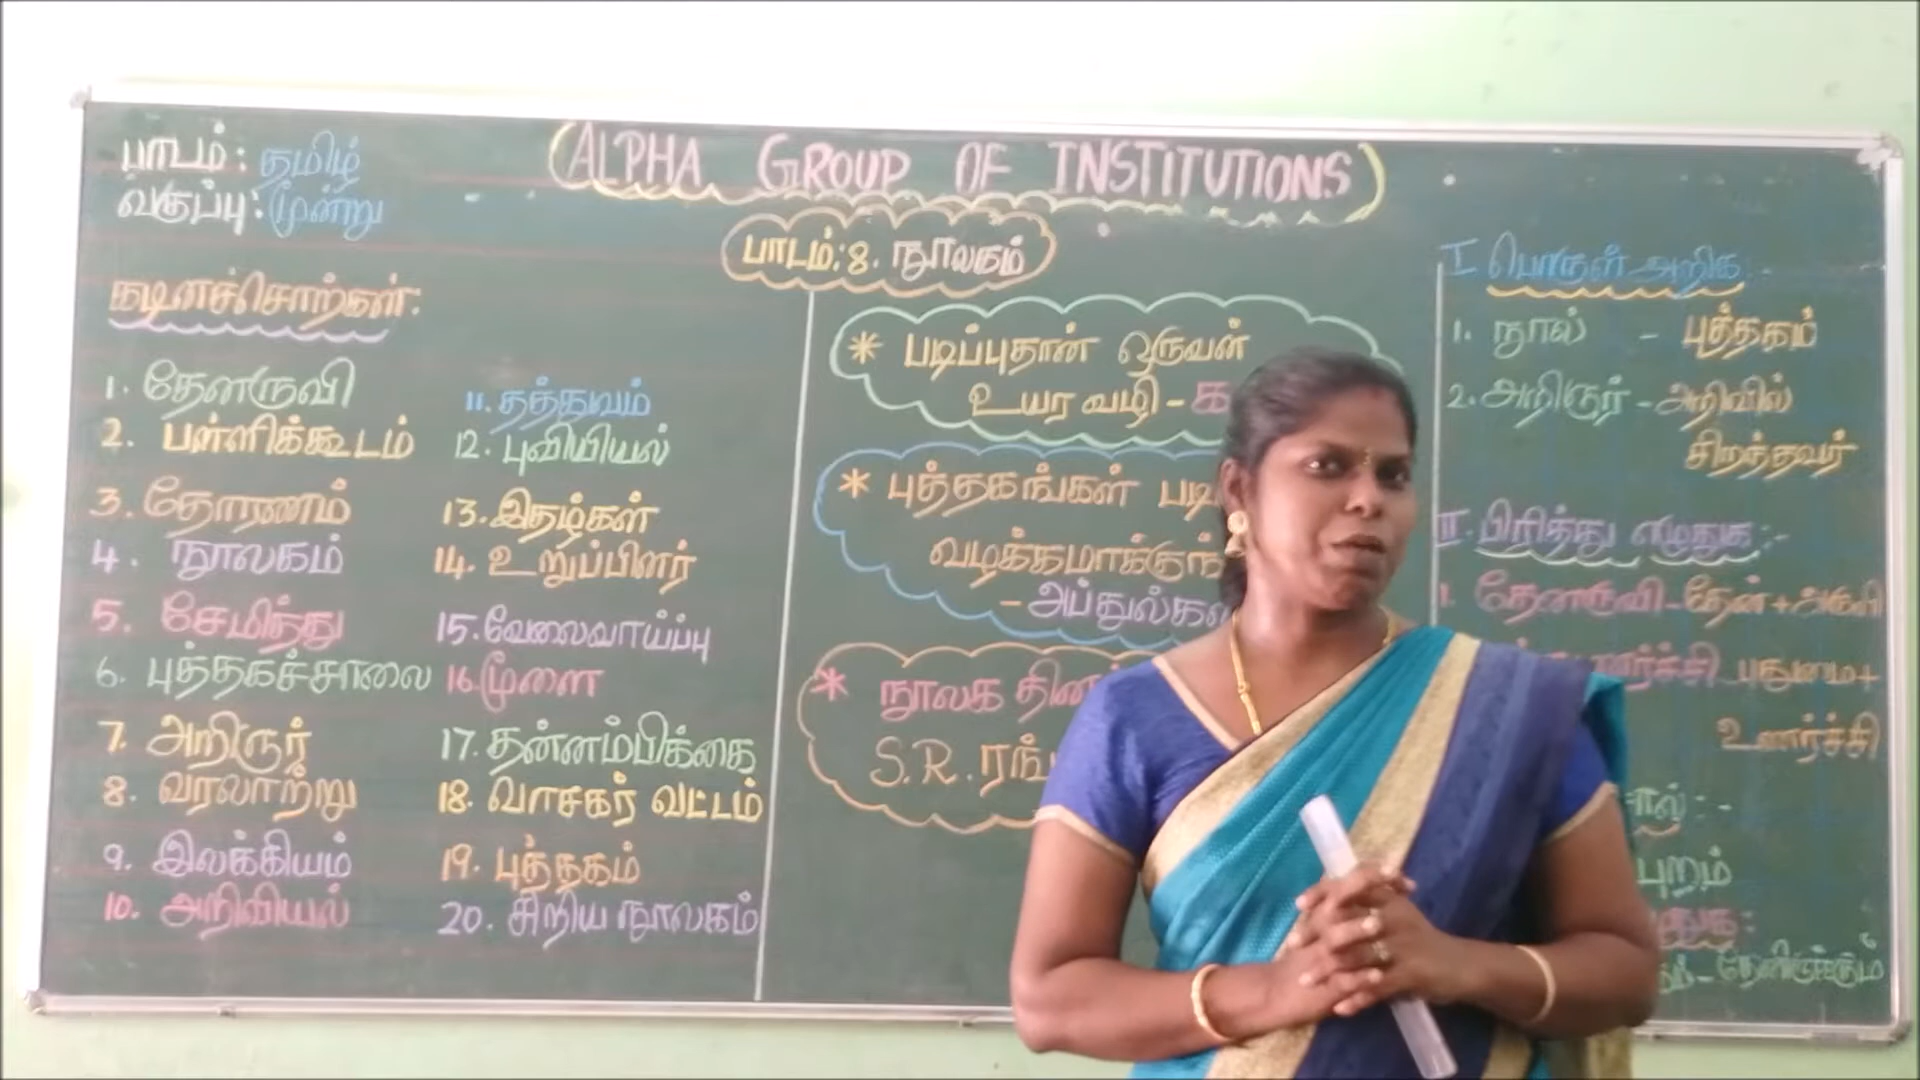 பாடம்: தமிழ்
வகுப்பு: மூன்று
ALPHA GROUP OF INSTITUTIONS
பாடம்: 8. நூலகம்
கடினச்சொற்கள்:
1. தேனருவி
2. பள்ளிக்கூடம்
3. தோரணம்
4. நூலகம்
5. சேமித்து
6. புத்தகச்சாலை
7. அறிஞர்
8. வரலாற்று
9. இலக்கியம்
10. அறிவியல்
11. தத்துவம்
12. புவியியல்
13. இதழ்கள்
14. உறுப்பினர்
15. வேலைவாய்ப்பு
16. மூளை
17. தன்னம்பிக்கை
18. வாசகர் வட்டம்
19. புத்தகம்
20. சிறிய நூலகம்
* படிப்புதான் ஒருவன்
உயர வழி -
* புத்தகங்கள்
வழக்கமாக்குங்
- அப்துல்
* நூலக
S.R.
I. பொருள் அறிக:-
1. நூல் - புத்தகம்
2. அறிஞர் - அறிவில்
சிறந்தவர்
II. பிரித்து எழுதுக:-
1. தேனருவி - தேன் + அருவி
புதுமை +
உணர்ச்சி
புறம்